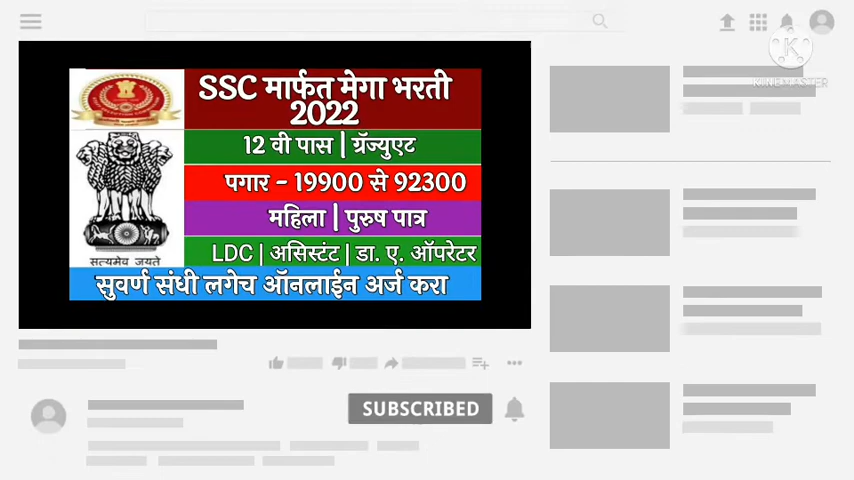 KINEMASTER
SSC मार्फत मेगा भरती
2022
12 वी पास | ग्रॅज्युएट
पगार - 19900 से 92300
महिला | पुरुष पात्र
LDC | असिस्टंट | डा. ए. ऑपरेटर
सत्यमेव जयते
सुवर्ण संधी लगेच ऑनलाईन अर्ज करा
SUBSCRIBED